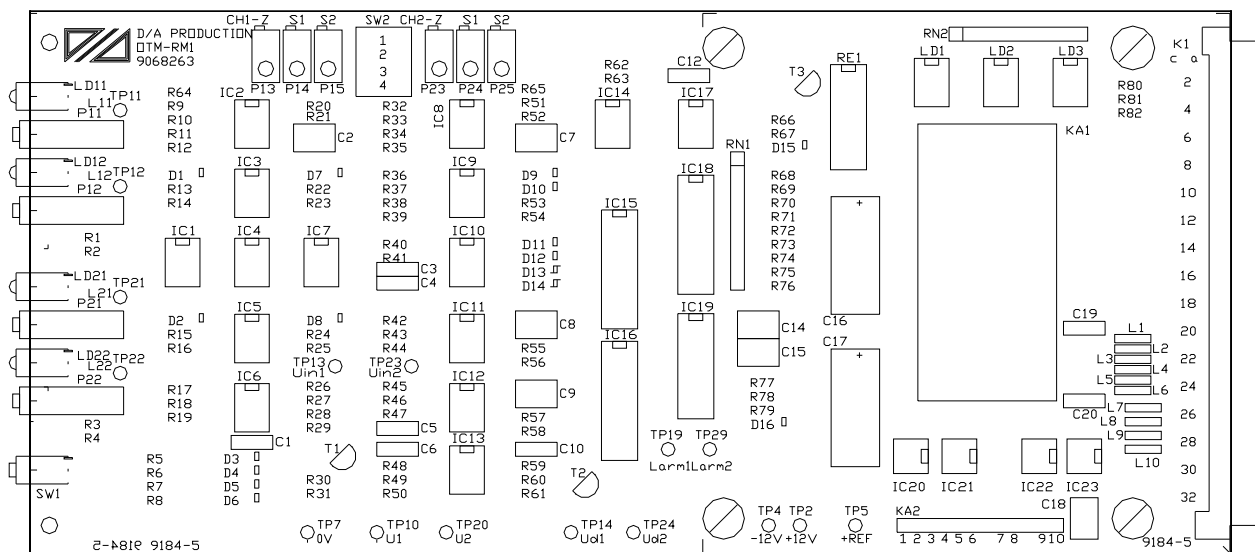 D/A PRODUCTION
OTM-RM1
9068263
CH1-Z S1 S2 SW2 CH2-Z S1 S2
1
2
3
4
P13 P14 P15 P23 P24 P25
R62
R63
C12
T3
RE1
RN2
LD1 LD2 LD3
K1
c a
R80
R81
R82
2
4
6
8
10
12
14
16
18
20
22
24
26
28
30
32
LD11
L11
TP11
P11
R64
R9
R10
R11
R12
IC2
R20
R21
C2
R32
R33
R34
R35
IC8
R65
R51
R52
C7
IC14
IC17
R66
R67
D15
KA1
LD12
L12
TP12
P12
D1
R13
R14
IC3
D7
R22
R23
R36
R37
R38
R39
IC9
D9
D10
R53
R54
IC15
IC18
RN1
R68
R69
R70
R71
R72
R73
R74
R75
R76
R1
R2
IC1 IC4 IC7
R40
R41
C3
C4
IC10
D11
D12
D13
D14
LD21
L21
TP21
P21
D2
R15
R16
IC5
D8
R24
R25
TP13
Uin1
R42
R43
R44
TP23
Uin2
IC11
C8
R55
R56
IC16
IC19
C14
C15
C16
C17
C19
C20
L1
L2
L3
L4
L5
L6
L7
L8
L9
L10
LD22
L22
TP22
P22
R17
R18
R19
IC6
C1
R26
R27
R28
R29
R45
R46
R47
C5
C6
IC12
IC13
C9
R57
R58
C10
R77
R78
R79
D16
R3
R4
R5
R6
R7
R8
D3
D4
D5
D6
T1
R30
R31
R48
R49
R50
R59
R60
R61
T2
TP19 TP29
Larm1 Larm2
IC20 IC21 IC22 IC23
SW1
TP7
0V
TP10
U1
TP20
U2
TP14
Ud1
TP24
Ud2
TP4
-12V
TP2
+12V
TP5
+REF
KA2
1 2 3 4 5 6 7 8 9 10
C18
9184-5